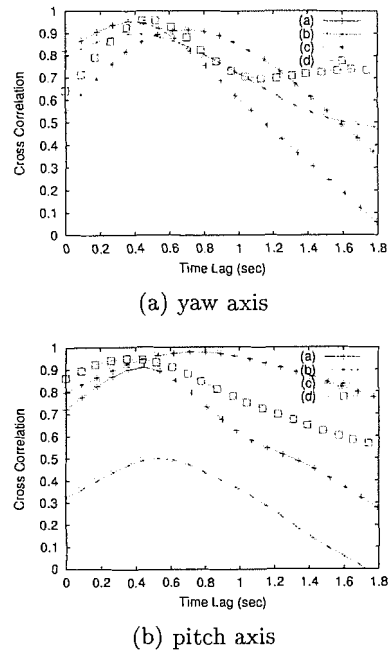 Cross Correlation
1
0.9
0.8
0.7
0.6
0.5
0.4
0.3
0.2
0.1
0
0 0.2 0.4 0.6 0.8 1 1.2 1.4 1.6 1.8
Time Lag (sec)
(a)
(b)
(c)
(d)
(a) yaw axis
Cross Correlation
1
0.9
0.8
0.7
0.6
0.5
0.4
0.3
0.2
0.1
0
0 0.2 0.4 0.6 0.8 1 1.2 1.4 1.6 1.8
Time Lag (sec)
(a)
(b)
(c)
(d)
(b) pitch axis